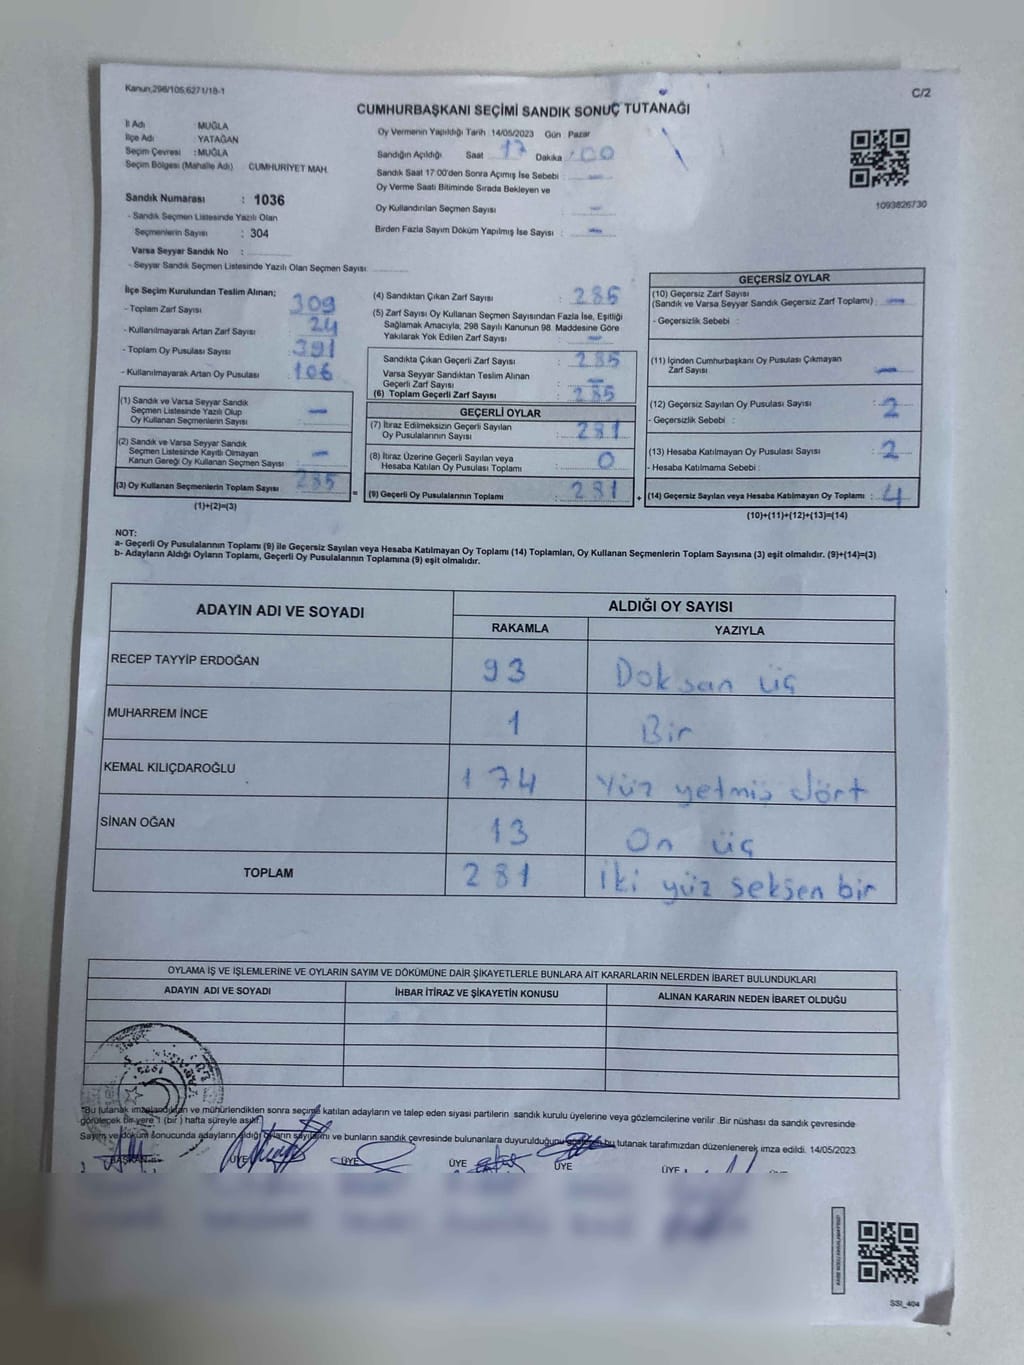 Kanun;298/105;6271/18-1
C/2
CUMHURBAŞKANI SEÇİMİ SANDIK SONUÇ TUTANAĞI
İl Adı : MUĞLA
İlçe Adı : YATAĞAN
Seçim Çevresi : MUĞLA
Seçim Bölgesi (Mahalle Adı) CUMHURİYET MAH.
Sandık Numarası : 1036
- Sandık Seçmen Listesinde Yazılı Olan
Seçmenlerin Sayısı : 304
Varsa Seyyar Sandık No :
- Seyyar Sandık Seçmen Listesinde Yazılı Olan Seçmen Sayısı:
Oy Vermenin Yapıldığı Tarih : 14/05/2023 Gün : Pazar
Sandığın Açıldığı Saat 17 Dakika : 00
Sandık Saat 17:00'den Sonra Açımış İse Sebebi : —
Oy Verme Saati Bitiminde Sırada Bekleyen ve
Oy Kullandırılan Seçmen Sayısı : —
Birden Fazla Sayım Döküm Yapılmış İse Sayısı : —
1093826730
İlçe Seçim Kurulundan Teslim Alınan;
- Toplam Zarf Sayısı : 309
- Kullanılmayarak Artan Zarf Sayısı : 24
- Toplam Oy Pusulası Sayısı : 391
- Kullanılmayarak Artan Oy Pusulası : 106
(1) Sandık ve Varsa Seyyar Sandık
Seçmen Listesinde Yazılı Olup
Oy Kullanan Seçmenlerin Sayısı : —
(2) Sandık ve Varsa Seyyar Sandık
Seçmen Listesinde Kayıtlı Olmayan
Kanun Gereği Oy Kullanan Seçmen Sayısı : —
(3) Oy Kullanan Seçmenlerin Toplam Sayısı : 285
(1)+(2)=(3)
(4) Sandıktan Çıkan Zarf Sayısı : 285
(5) Zarf Sayısı Oy Kullanan Seçmen Sayısından Fazla İse, Eşitliği
Sağlamak Amacıyla; 298 Sayılı Kanunun 98. Maddesine Göre
Yakılarak Yok Edilen Zarf Sayısı : —
Sandıkta Çıkan Geçerli Zarf Sayısı : 285
Varsa Seyyar Sandıktan Teslim Alınan
Geçerli Zarf Sayısı : —
(6) Toplam Geçerli Zarf Sayısı : 285
GEÇERLİ OYLAR
(7) İtiraz Edilmeksizin Geçerli Sayılan
Oy Pusulalarının Sayısı : 281
(8) İtiraz Üzerine Geçerli Sayılan veya
Hesaba Katılan Oy Pusulası Toplamı : 0
= (9) Geçerli Oy Pusulalarının Toplamı : 281 +
GEÇERSİZ OYLAR
(10) Geçersiz Zarf Sayısı
(Sandık ve Varsa Seyyar Sandık Geçersiz Zarf Toplamı) : —
- Geçersizlik Sebebi :
(11) İçinden Cumhurbaşkanı Oy Pusulası Çıkmayan
Zarf Sayısı : —
(12) Geçersiz Sayılan Oy Pusulası Sayısı : 2
- Geçersizlik Sebebi :
(13) Hesaba Katılmayan Oy Pusulası Sayısı : 2
- Hesaba Katılmama Sebebi :
(14) Geçersiz Sayılan veya Hesaba Katılmayan Oy Toplamı : 4
(10)+(11)+(12)+(13)=(14)
NOT:
a- Geçerli Oy Pusulalarının Toplamı (9) ile Geçersiz Sayılan veya Hesaba Katılmayan Oy Toplamı (14) Toplamları, Oy Kullanan Seçmenlerin Toplam Sayısına (3) eşit olmalıdır. (9)+(14)=(3)
b- Adayların Aldığı Oyların Toplamı, Geçerli Oy Pusulalarının Toplamına (9) eşit olmalıdır.
ADAYIN ADI VE SOYADI ALDIĞI OY SAYISI
RAKAMLA YAZIYLA
RECEP TAYYİP ERDOĞAN 93 Doksan üç
MUHARREM İNCE 1 Bir
KEMAL KILIÇDAROĞLU 174 Yüz yetmiş dört
SİNAN OĞAN 13 On üç
TOPLAM 281 İki yüz seksen bir
OYLAMA İŞ VE İŞLEMLERİNE VE OYLARIN SAYIM VE DÖKÜMÜNE DAİR ŞİKAYETLERLE BUNLARA AİT KARARLARIN NELERDEN İBARET BULUNDUKLARI
ADAYIN ADI VE SOYADI İHBAR İTİRAZ VE ŞİKAYETİN KONUSU ALINAN KARARIN NEDEN İBARET OLDUĞU
"Bu tutanak imzalandıktan ve mühürlendikten sonra seçime katılan adayların ve talep eden siyasi partilerin sandık kurulu üyelerine veya gözlemcilerine verilir .Bir nüshası da sandık çevresinde
görülecek bir yere 1 (bir ) hafta süreyle asılır.
Sayım ve döküm sonucunda adayların aldığı oyların sayılarını ve bunların sandık çevresinde bulunanlara duyurulduğunu bu tutanak tarafımızdan düzenlenerek imza edildi. 14/05/2023
BAŞKAN ÜYE ÜYE ÜYE ÜYE ÜYE
SSI_404